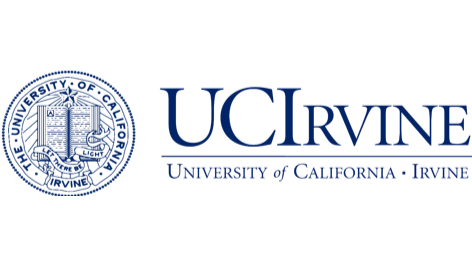 · THE UNIVERSITY · OF · CALIFORNIA ·
LET THERE BE
LIGHT
IRVINE
UCIRVINE
UNIVERSITY of CALIFORNIA · IRVINE